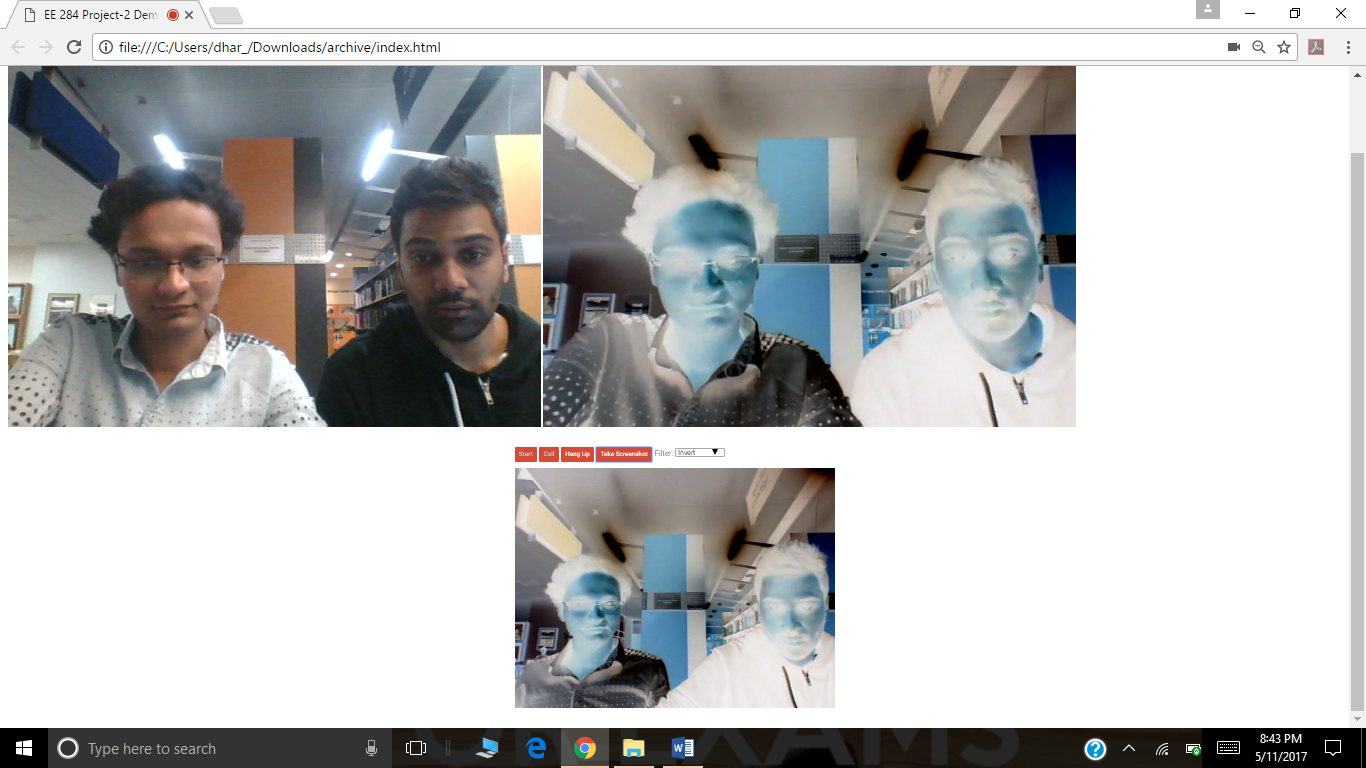 EE 284 Project-2 Dem
file:///C:/Users/dhar_/Downloads/archive/index.html
Start Call Hang Up Take Screenshot Filter: Invert
Type here to search
8:43 PM
5/11/2017